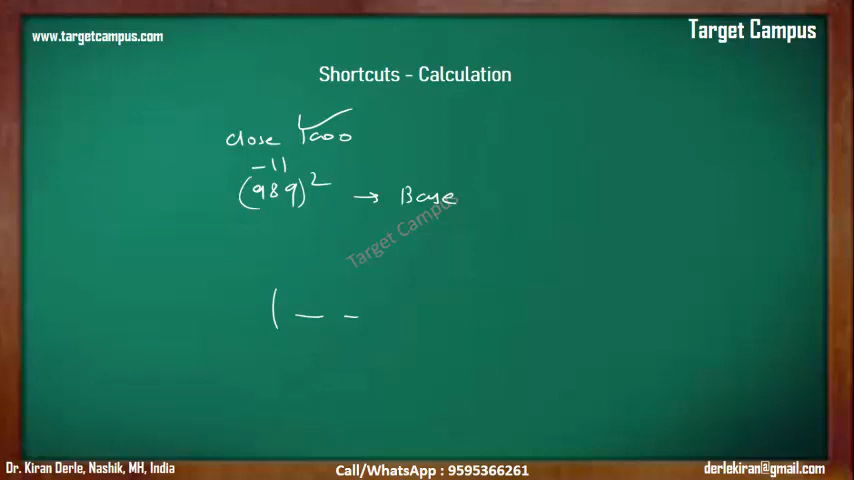 www.targetcampus.com
Target Campus
Shortcuts - Calculation
close 1000
-11
(989)² → Base
Target Campus
( _ _
Dr. Kiran Derle, Nashik, MH, India
Call/WhatsApp : 9595366261
derlekiran@gmail.com